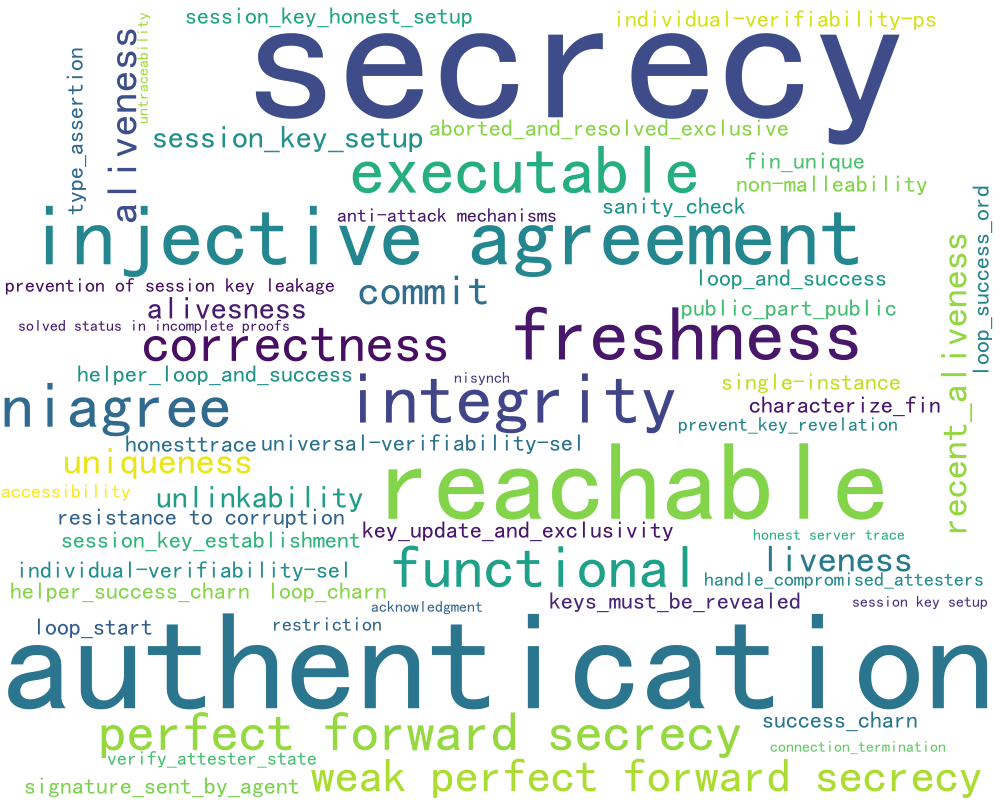 session_key_honest_setup
individual-verifiability-ps
secrecy
untraceability
aliveness
type_assertion
session_key_setup
aborted_and_resolved_exclusive
executable
fin_unique
non-malleability
anti-attack mechanisms
sanity_check
injective agreement
loop_success_ord
recent_aliveness
prevention of session key leakage
commit
loop_and_success
alivesness
public_part_public
solved status in incomplete proofs
correctness
freshness
helper_loop_and_success
nisynch
single-instance
niagree
integrity
characterize_fin
prevent_key_revelation
honesttrace
universal-verifiability-sel
uniqueness
reachable
accessibility
unlinkability
resistance to corruption
key_update_and_exclusivity
honest server trace
session_key_establishment
functional
liveness
individual-verifiability-sel
handle_compromised_attesters
helper_success_charn
loop_charn
keys_must_be_revealed
session key setup
acknowledgment
loop_start
restriction
authentication
perfect forward secrecy
success_charn
connection_termination
verify_attester_state
weak perfect forward secrecy
signature_sent_by_agent